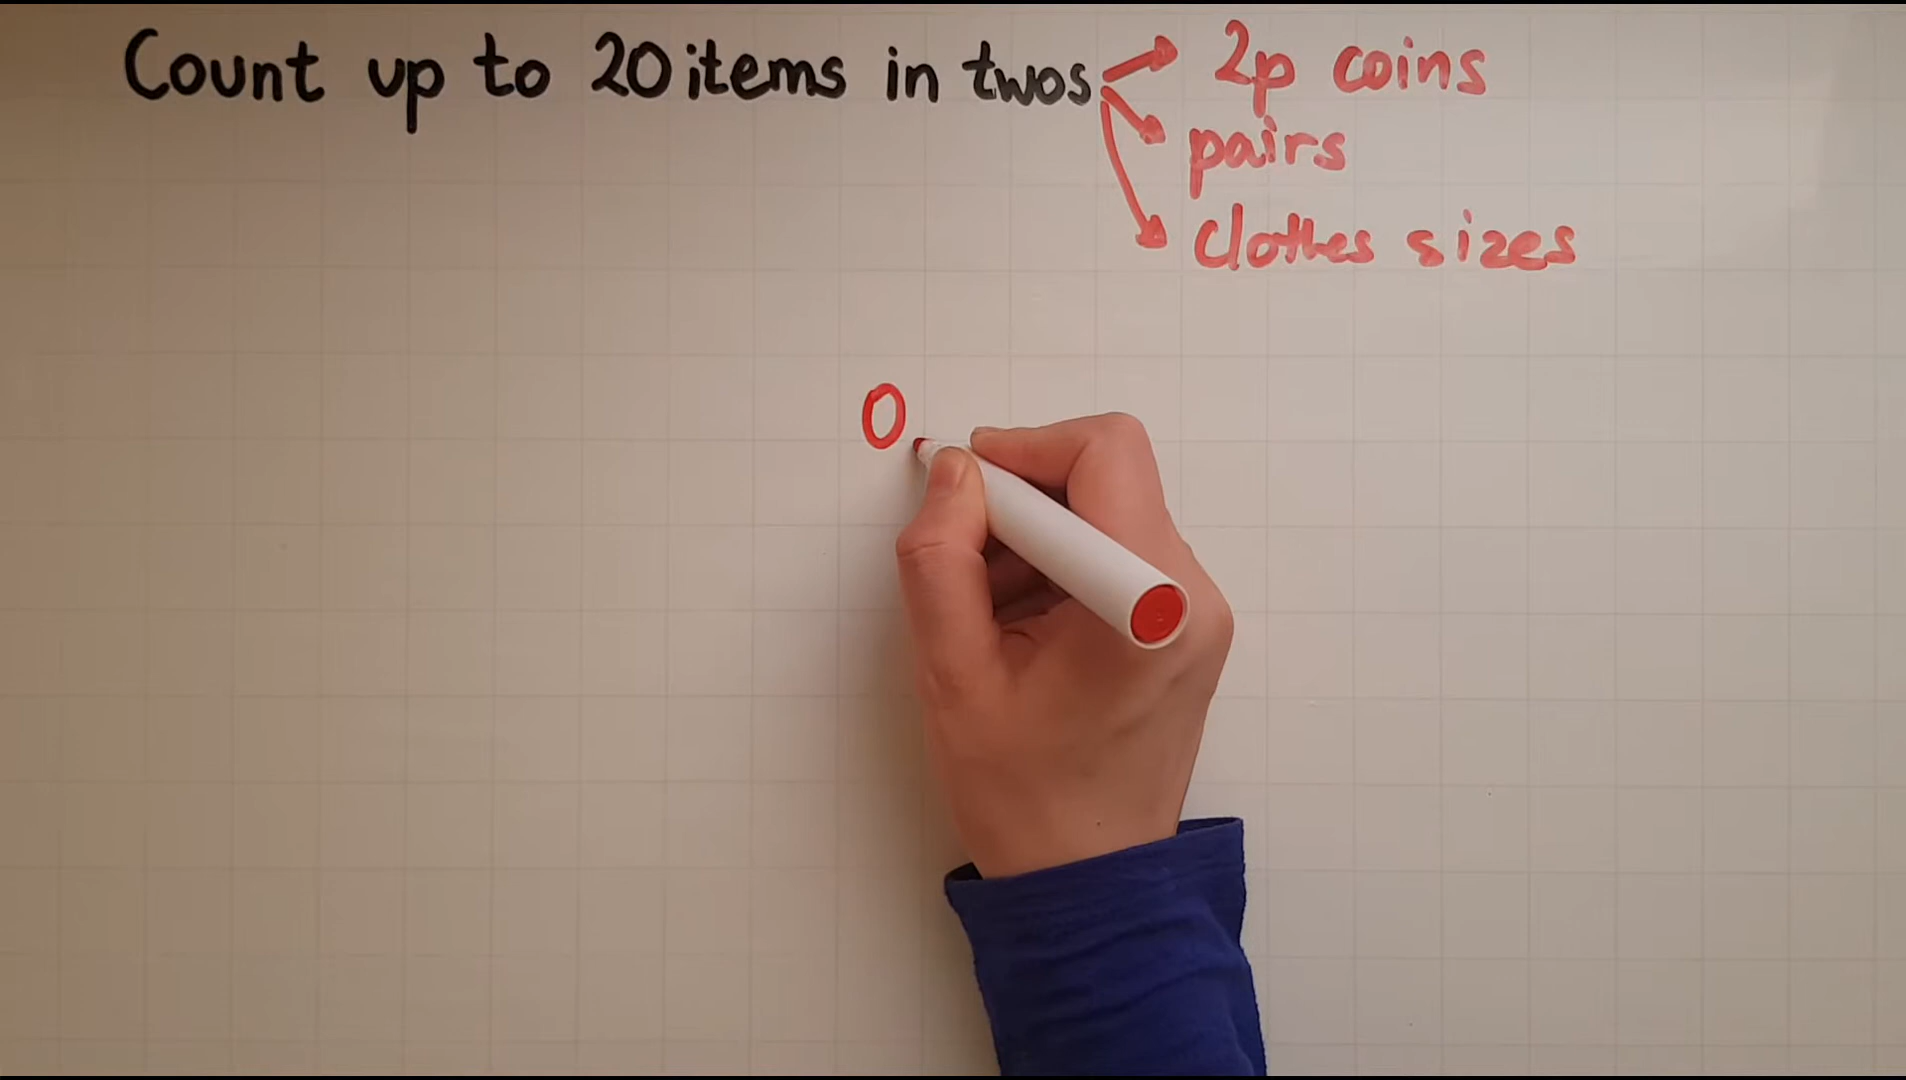 Count up to 20 items in twos
2p coins
pairs
clothes sizes
0